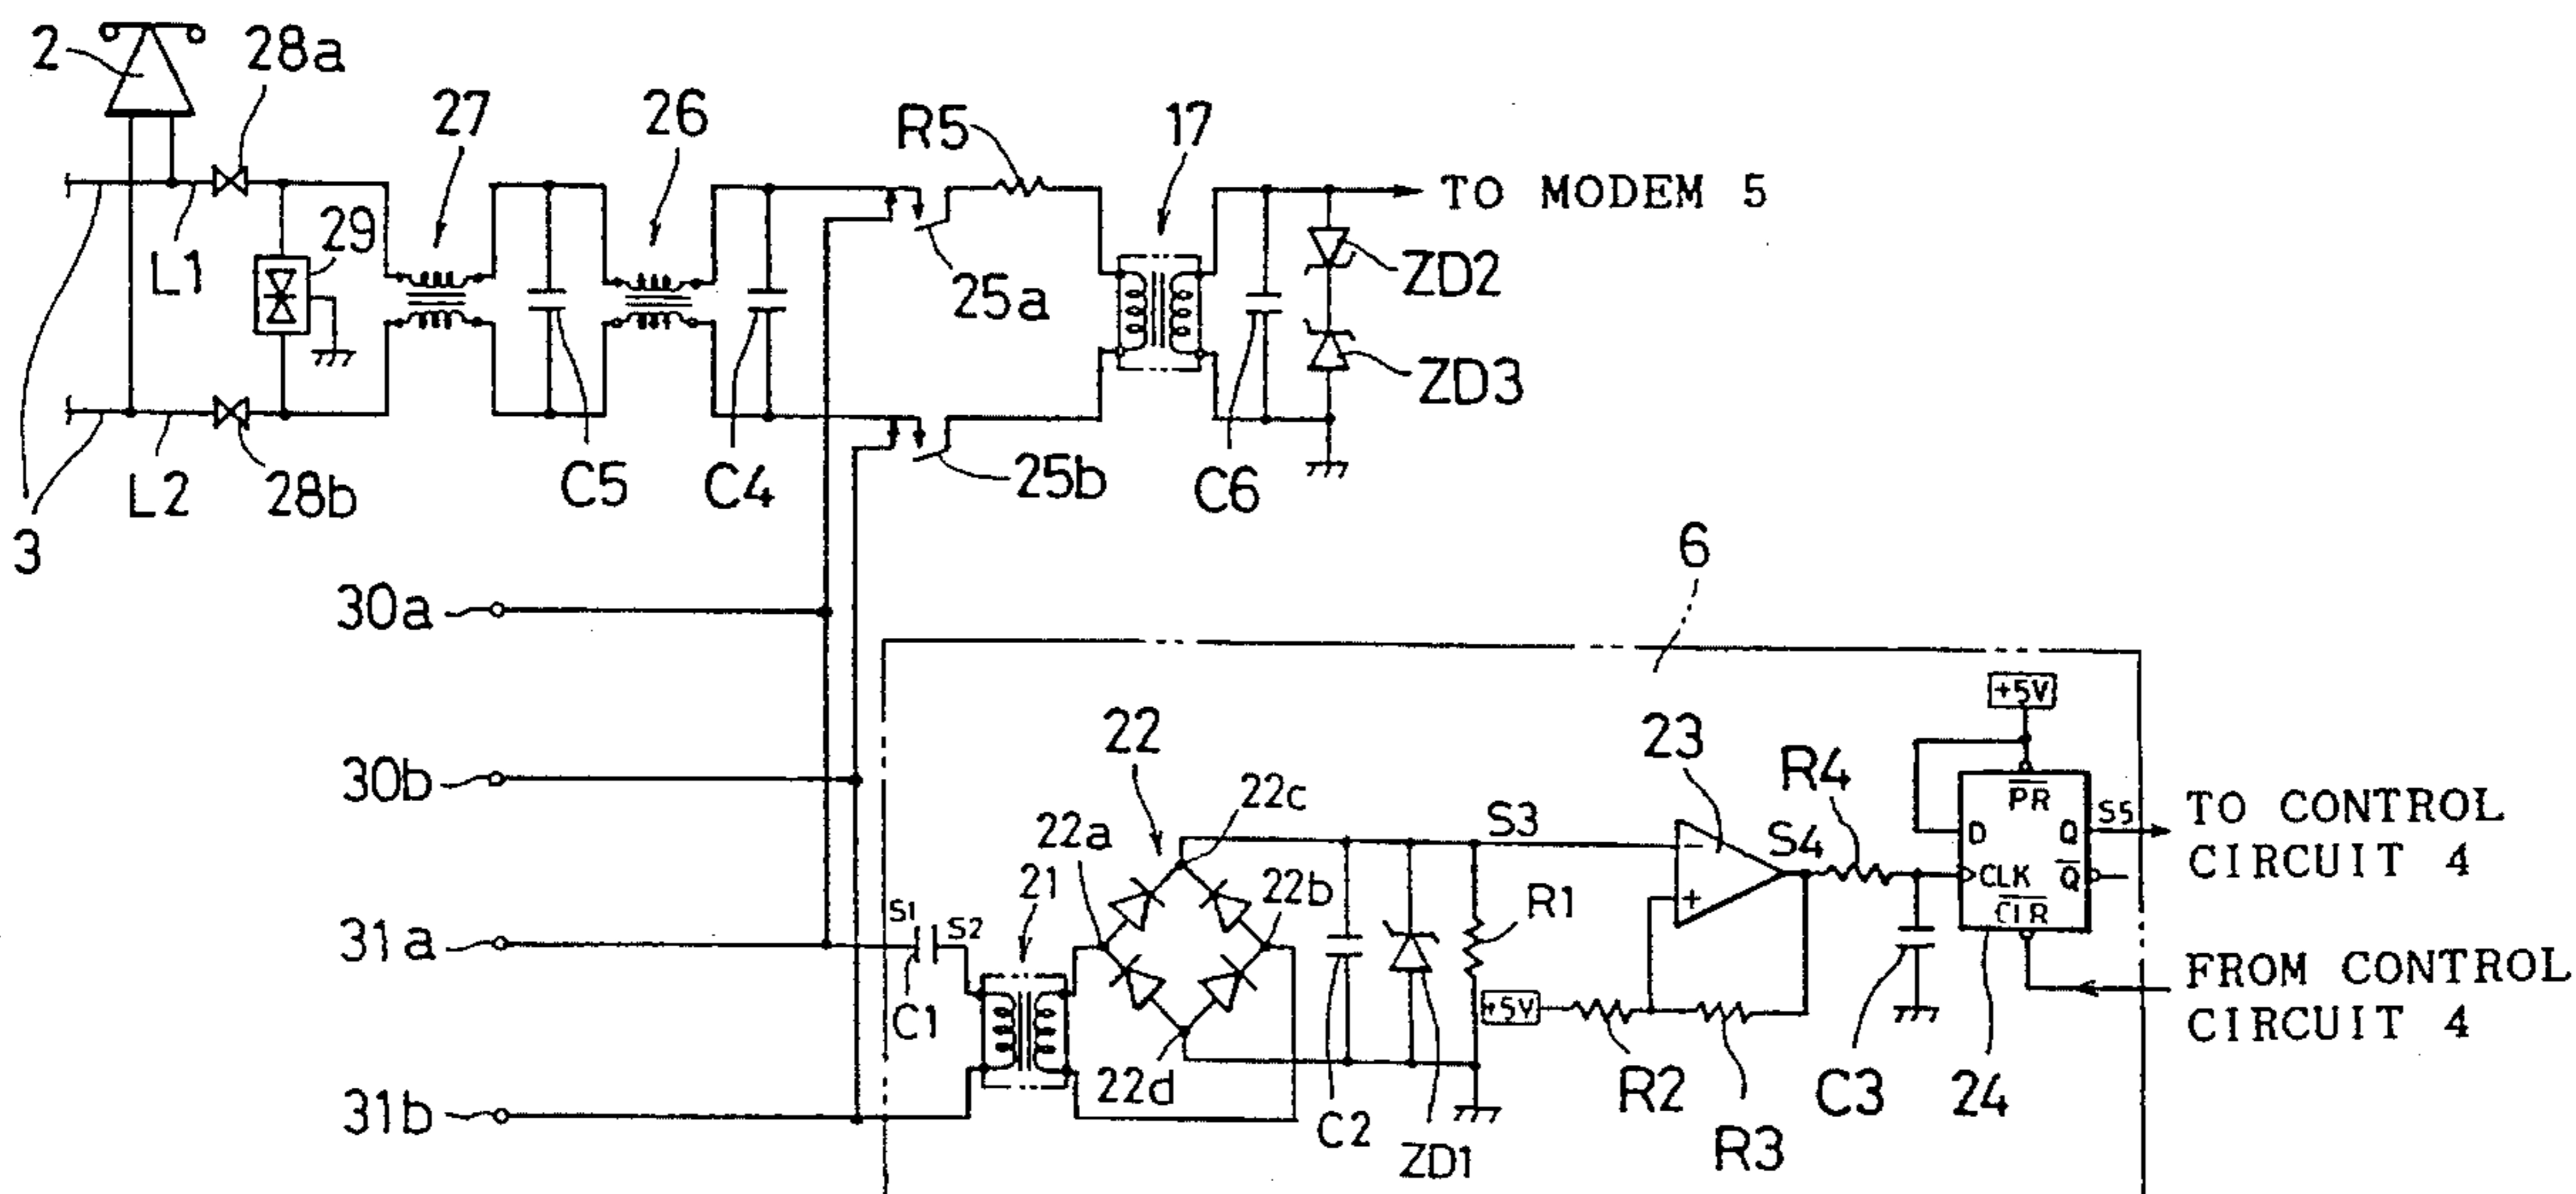 2
28a
27
26
R5
17
TO MODEM 5
29
L1
25a
ZD2
ZD3
L2
28b
C5
C4
25b
C6
3
6
30a
+5V
22
23
30b
22c
R4
PR
22a
S3
S4
D
Q
S5
TO CONTROL
CIRCUIT 4
21
22b
R1
CLK
Q
CLR
31a
S1
S2
C1
+5V
FROM CONTROL
CIRCUIT 4
31b
22d
C2
ZD1
R2
R3
C3
24